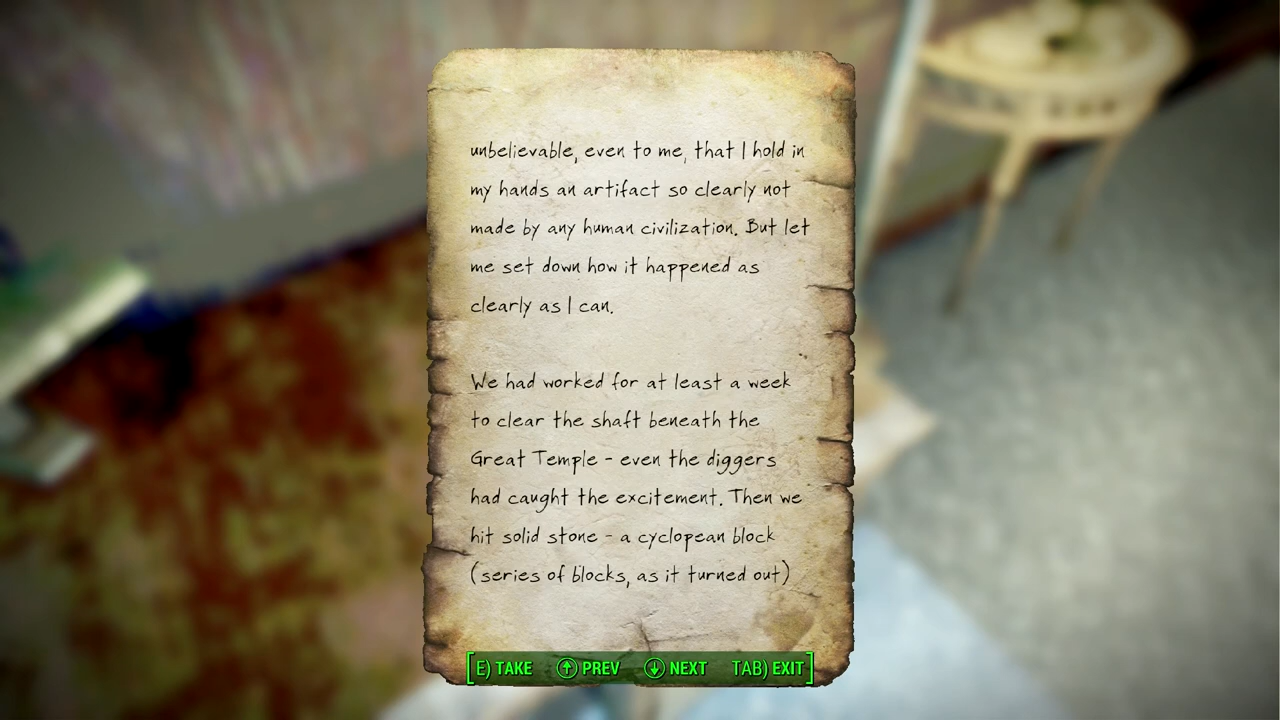 unbelievable, even to me, that I hold in
my hands an artifact so clearly not
made by any human civilization. But let
me set down how it happened as
clearly as I can.
We had worked for at least a week
to clear the shaft beneath the
Great Temple - even the diggers
had caught the excitement. Then we
hit solid stone - a cyclopean block
(series of blocks, as it turned out)
E) TAKE PREV NEXT TAB) EXIT